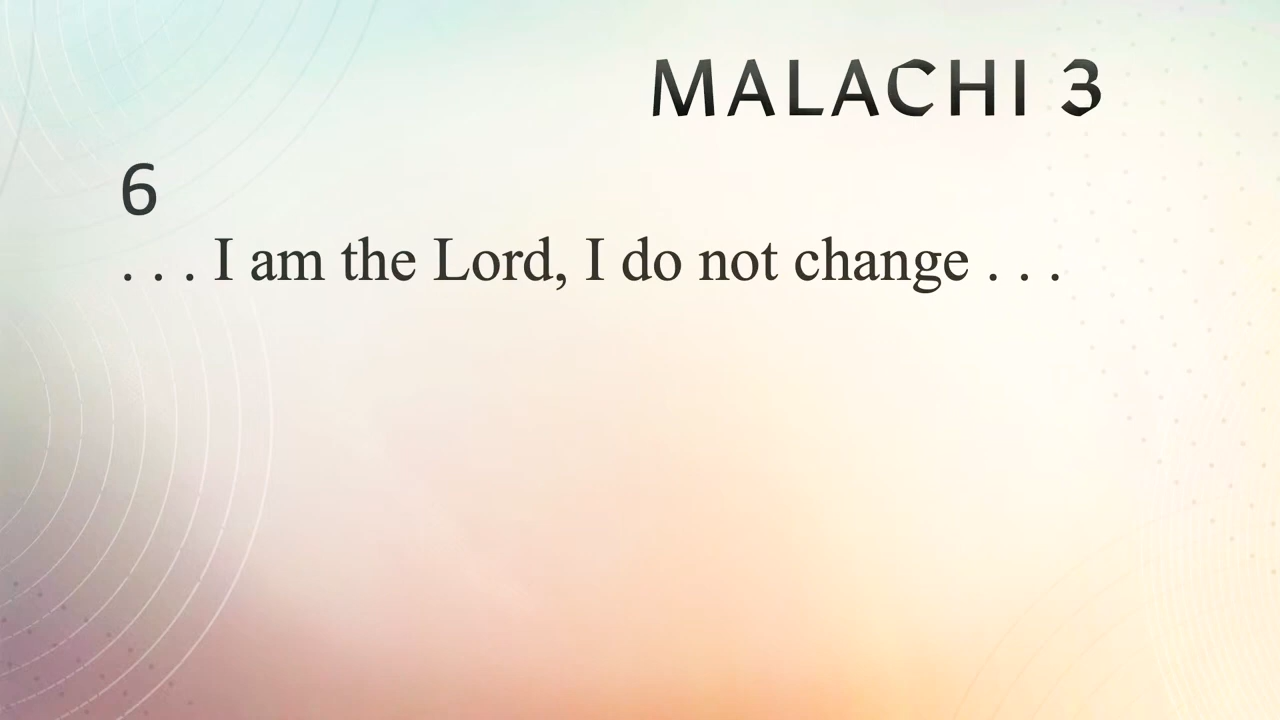 MALACHI 3
6
. . . I am the Lord, I do not change . . .